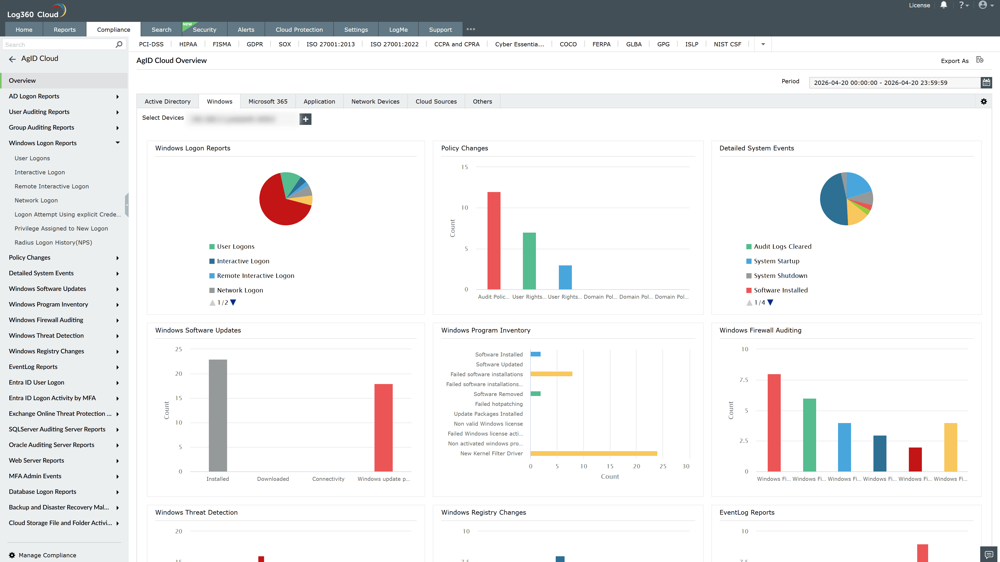 Log360 Cloud
License
?
Home
Reports
Compliance
Search
NEW
Security
Alerts
Cloud Protection
Settings
LogMe
Support
Search
PCI-DSS
HIPAA
FISMA
GDPR
SOX
ISO 27001:2013
ISO 27001:2022
CCPA and CPRA
Cyber Essentia...
COCO
FERPA
GLBA
GPG
ISLP
NIST CSF
AgID Cloud
Overview
AD Logon Reports
User Auditing Reports
Group Auditing Reports
Windows Logon Reports
User Logons
Interactive Logon
Remote Interactive Logon
Network Logon
Logon Attempt Using explicit Crede...
Privilege Assigned to New Logon
Radius Logon History(NPS)
Policy Changes
Detailed System Events
Windows Software Updates
Windows Program Inventory
Windows Firewall Auditing
Windows Threat Detection
Windows Registry Changes
EventLog Reports
Entra ID User Logon
Entra ID Logon Activity by MFA
Exchange Online Threat Protection ...
SQLServer Auditing Server Reports
Oracle Auditing Server Reports
Web Server Reports
MFA Admin Events
Database Logon Reports
Backup and Disaster Recovery Mal...
Cloud Storage File and Folder Activi...
Manage Compliance
AgID Cloud Overview
Export As
Period
2026-04-20 00:00:00 - 2026-04-20 23:59:59
Active Directory
Windows
Microsoft 365
Application
Network Devices
Cloud Sources
Others
Select Devices
Windows Logon Reports
User Logons
Interactive Logon
Remote Interactive Logon
Network Logon
1/2
Policy Changes
15
10
5
0
Count
Audit Polic...
User Rights...
User Rights...
Domain Pol...
Domain Pol...
Domain Pol...
Detailed System Events
Audit Logs Cleared
System Startup
System Shutdown
Software Installed
1/4
Windows Software Updates
25
20
15
10
5
0
Count
Installed
Downloaded
Connectivity
Windows update p...
Windows Program Inventory
Software Installed
Software Updated
Failed software installations
Failed software installations...
Software Removed
Failed hotpatching
Update Packages Installed
Non valid Windows license
Failed Windows license acti...
Non activated windows pro...
New Kernel Filter Driver
0
5
10
15
20
25
30
Count
Windows Firewall Auditing
10
7.5
5
2.5
0
Count
Windows Fi...
Windows Fi...
Windows Fi...
Windows Fi...
Windows Fi...
Windows Fi...
Windows Threat Detection
20
15
Windows Registry Changes
10
7.5
EventLog Reports
10
7.5